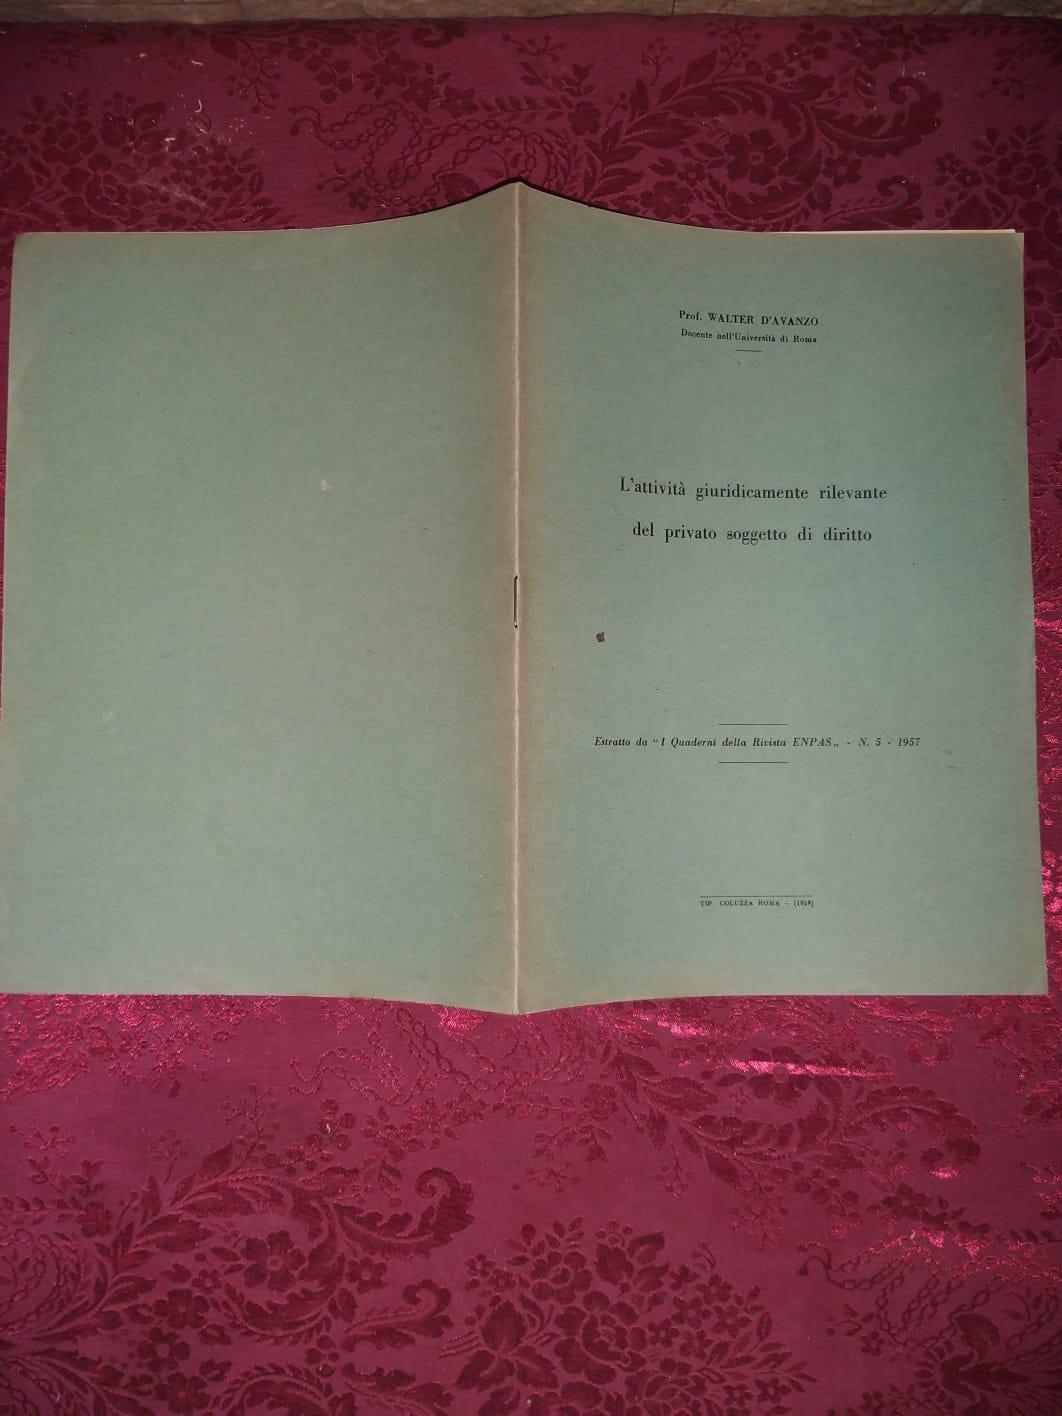 Prof. WALTER D'AVANZO
Docente nell'Università di Roma
L'attività giuridicamente rilevante
del privato soggetto di diritto
Estratto da "I Quaderni della Rivista ENPAS„ - N. 5 - 1957
TIP. COLUZZA ROMA - (1959)